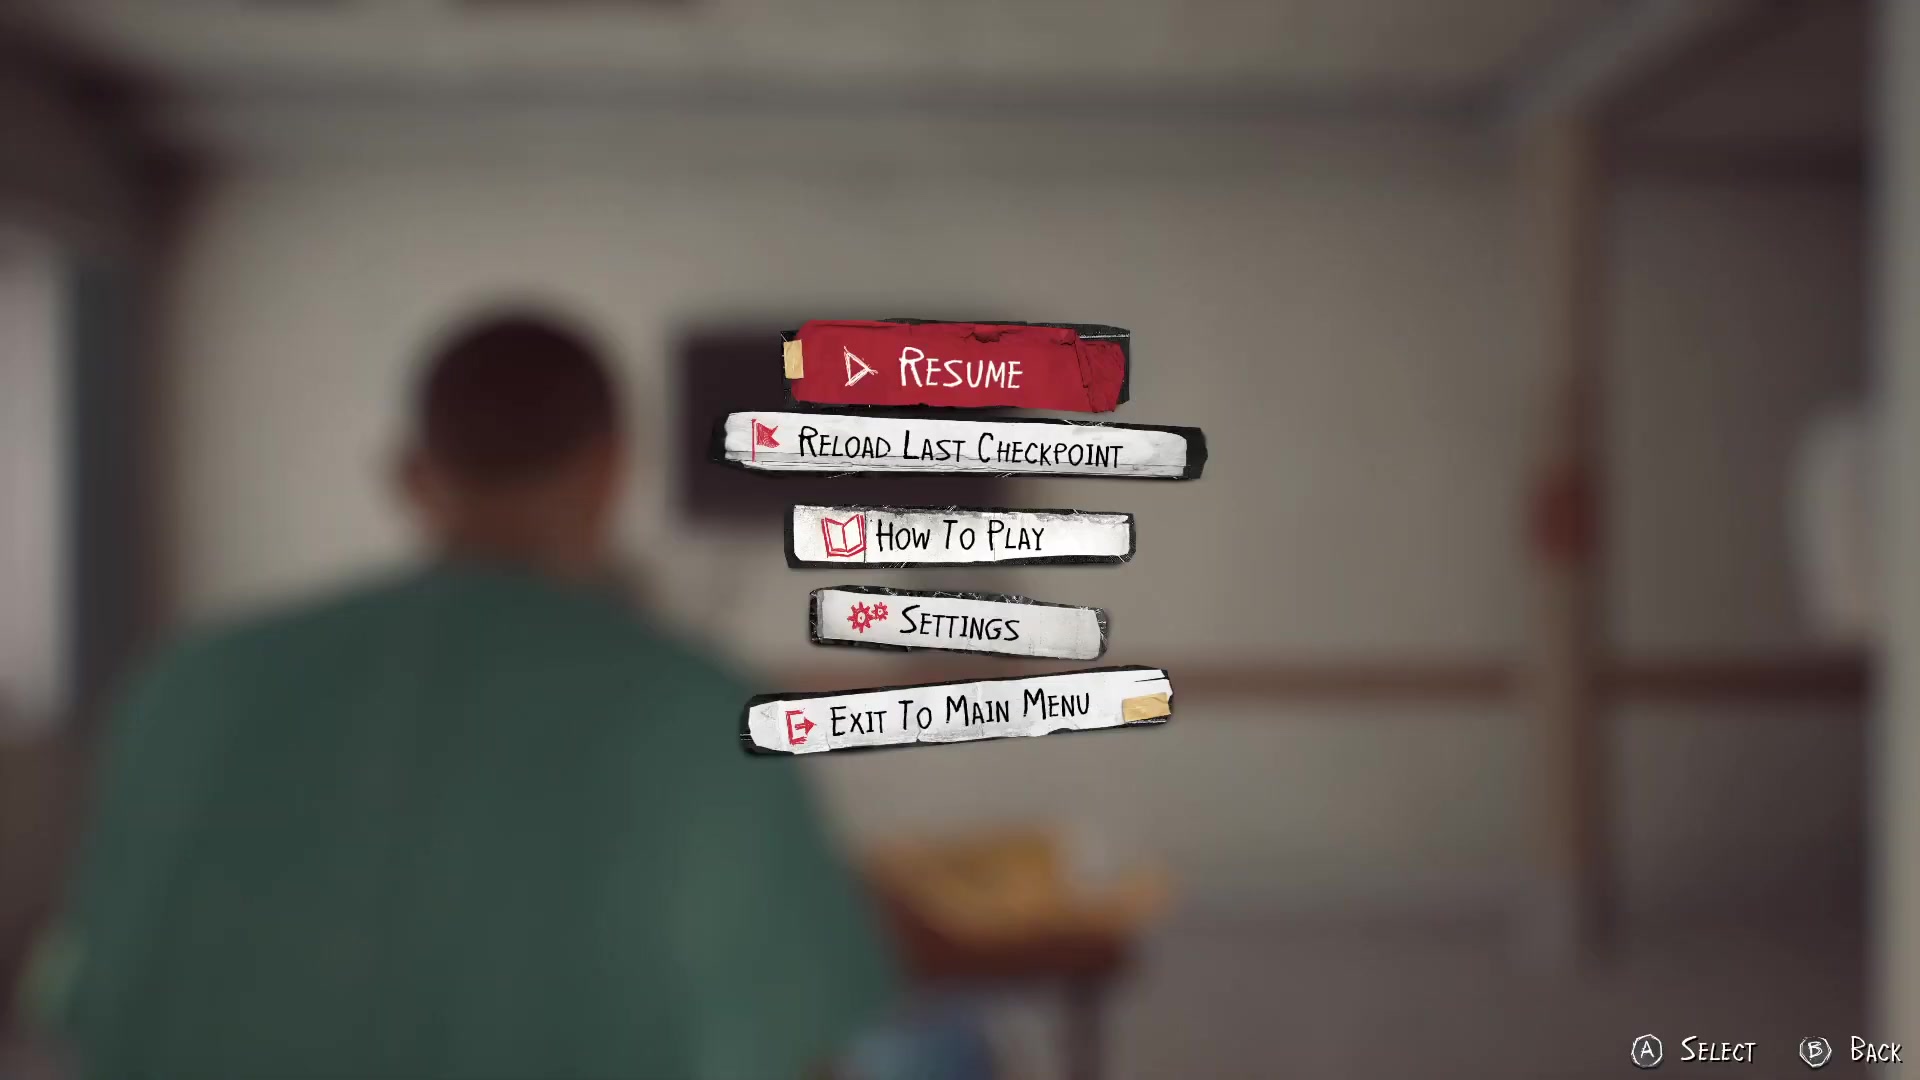 Resume
Reload Last Checkpoint
How To Play
Settings
Exit To Main Menu
A Select B Back